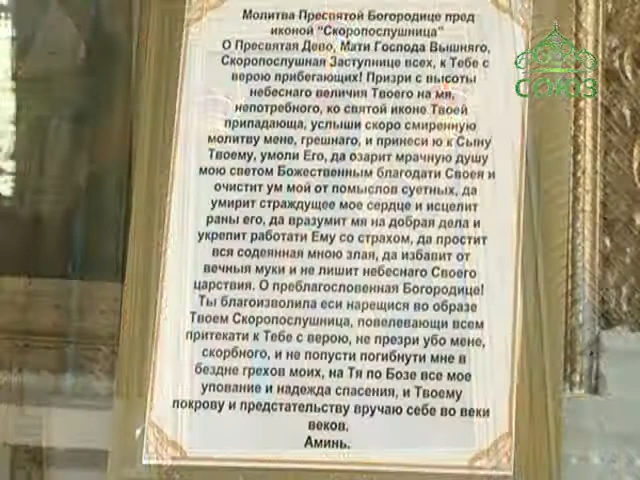 Молитва Пресвятой Богородице пред
иконой "Скоропослушница"
О Пресвятая Дево, Мати Господа Вышняго,
Скоропослушная Заступнице всех, к Тебе с
верою прибегающих! Призри с высоты
небеснаго величия Твоего на мя,
непотребного, ко святой иконе Твоей
припадающа, услыши скоро смиренную
молитву мене, грешнаго, и принеси ю к Сыну
Твоему, умоли Его, да озарит мрачную душу
мою светом Божественным благодати Своея и
очистит ум мой от помыслов суетных, да
умирит страждущее мое сердце и исцелит
раны его, да вразумит мя на добрая дела и
укрепит работати Ему со страхом, да простит
вся содеянная мною злая, да избавит от
вечныя муки и не лишит небеснаго Своего
царствия. О преблагословенная Богородице!
Ты благоизволила еси нарещися во образе
Твоем Скоропослушница, повелевающи всем
притекати к Тебе с верою, не презри убо мене,
скорбного, и не попусти погибнути мне в
бездне грехов моих, на Тя по Бозе все мое
упование и надежда спасения, и Твоему
покрову и предстательству вручаю себе во веки
веков.
Аминь.
СОЮЗ